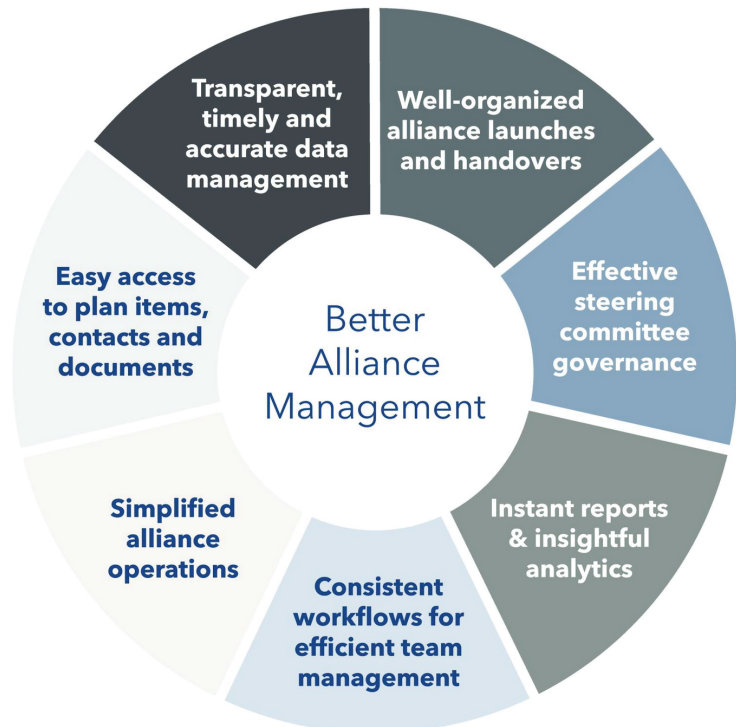 Transparent,
timely and
accurate data
management
Well-organized
alliance launches
and handovers
Effective
steering
committee
governance
Instant reports
& insightful
analytics
Consistent
workflows for
efficient team
management
Simplified
alliance
operations
Easy access
to plan items,
contacts and
documents
Better
Alliance
Management